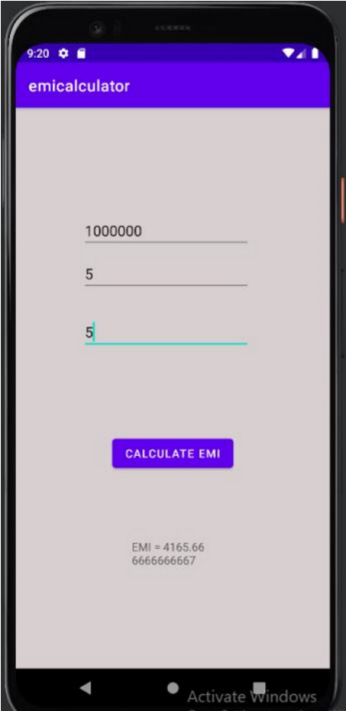 9:20
emicalculator
1000000
5
5
CALCULATE EMI
EMI = 4165.66
6666666667
Activate Windows